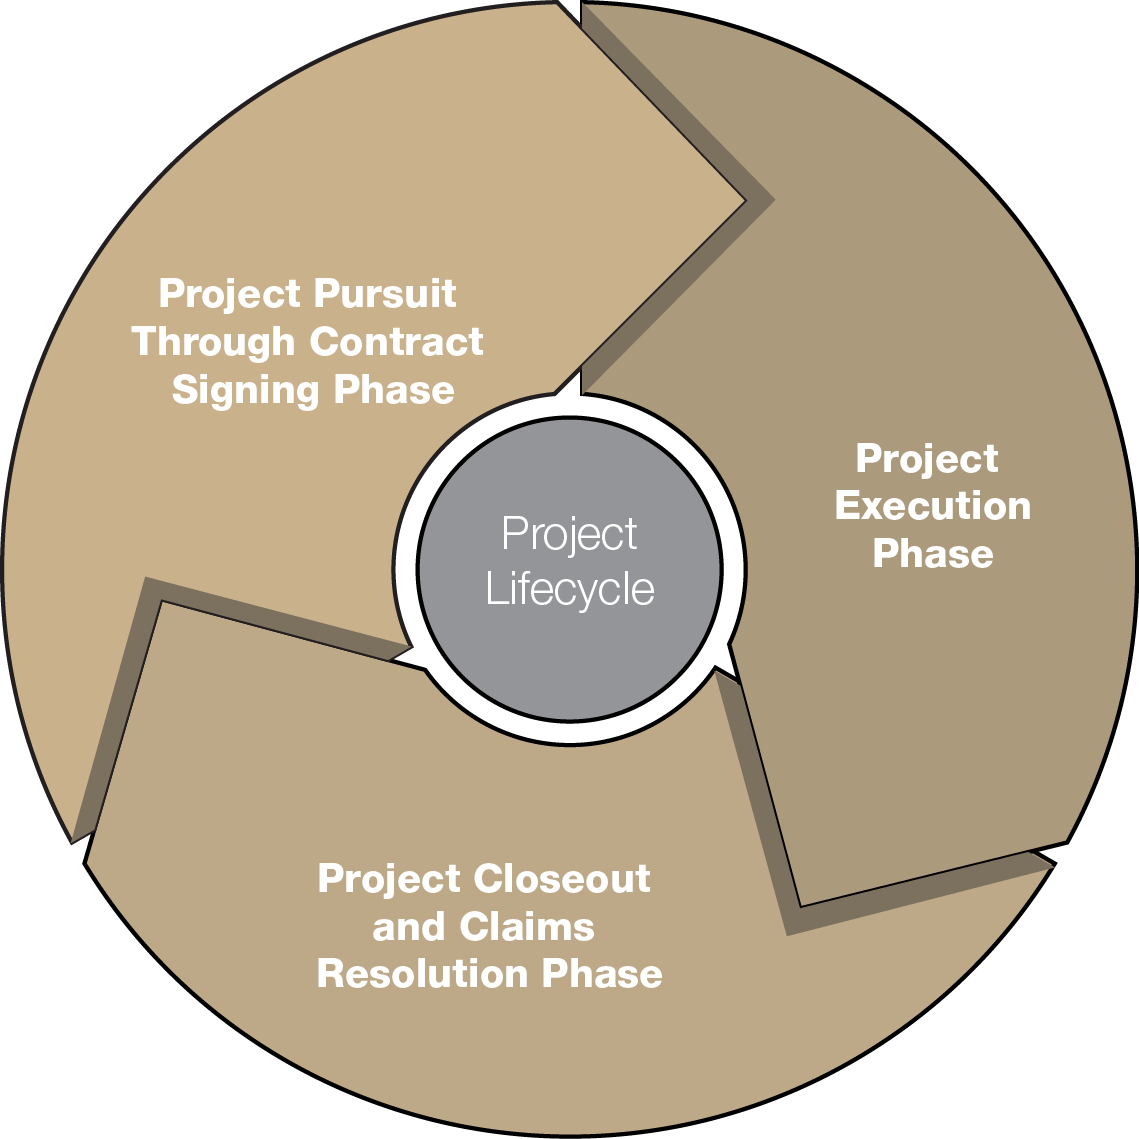 Project Pursuit
Through Contract
Signing Phase
Project
Execution
Phase
Project
Lifecycle
Project Closeout
and Claims
Resolution Phase